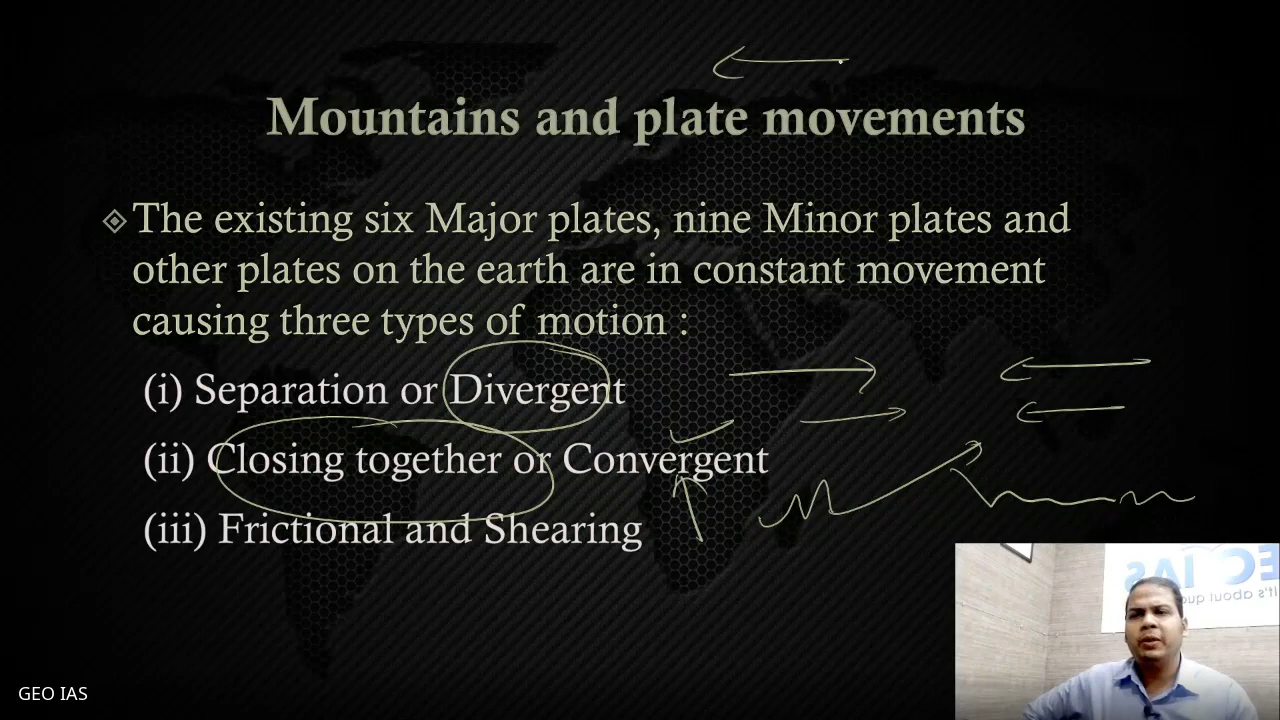 Mountains and plate movements
The existing six Major plates, nine Minor plates and
other plates on the earth are in constant movement
causing three types of motion :
(i) Separation or Divergent
(ii) Closing together or Convergent
(iii) Frictional and Shearing
GEO IAS